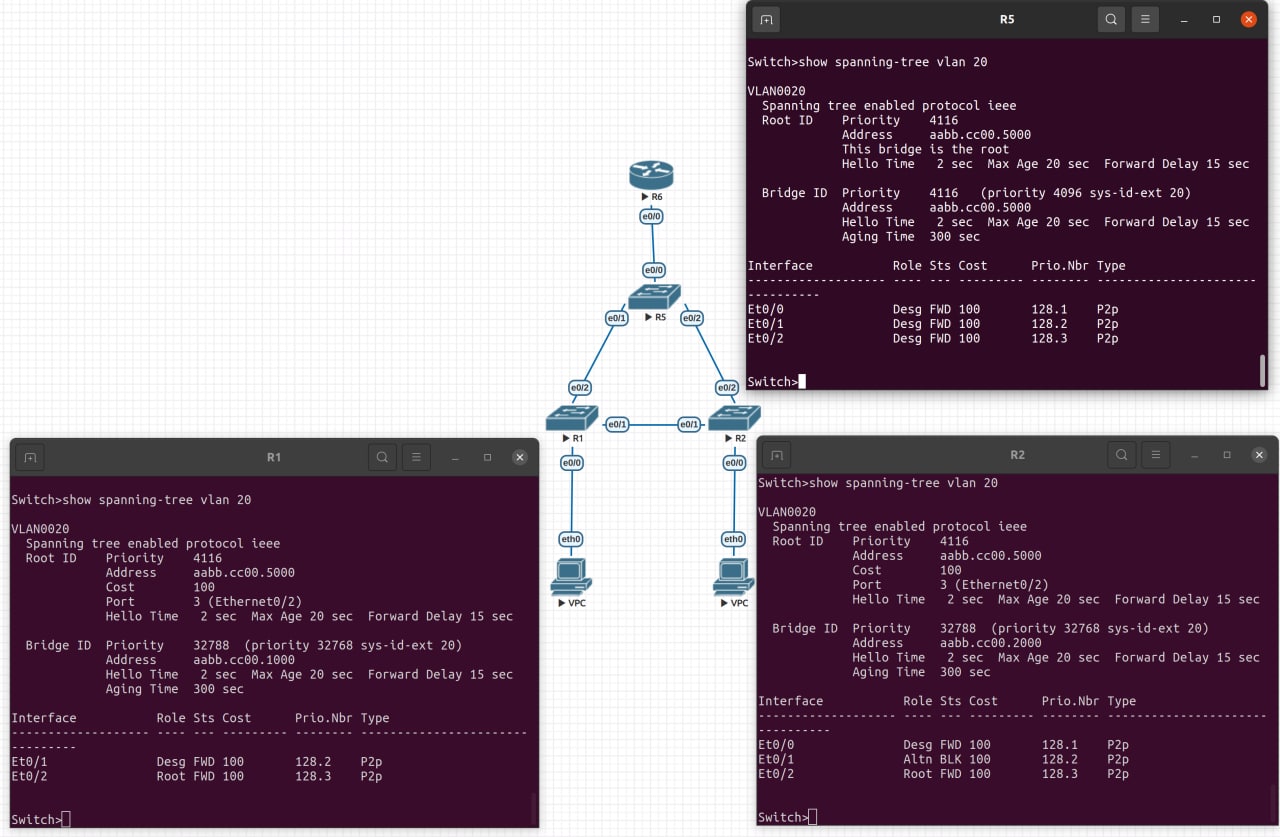 R5
Switch>show spanning-tree vlan 20
VLAN0020
  Spanning tree enabled protocol ieee
  Root ID    Priority    4116
             Address     aabb.cc00.5000
             This bridge is the root
             Hello Time   2 sec  Max Age 20 sec  Forward Delay 15 sec
  Bridge ID  Priority    4116   (priority 4096 sys-id-ext 20)
             Address     aabb.cc00.5000
             Hello Time   2 sec  Max Age 20 sec  Forward Delay 15 sec
             Aging Time  300 sec
Interface           Role Sts Cost      Prio.Nbr Type
------------------- ---- --- --------- -------- --------------------
----------
Et0/0               Desg FWD 100       128.1    P2p
Et0/1               Desg FWD 100       128.2    P2p
Et0/2               Desg FWD 100       128.3    P2p
Switch>
R6
e0/0
e0/0
R5
e0/1
e0/2
e0/2
e0/2
e0/1
e0/1
R1
R2
e0/0
e0/0
eth0
eth0
VPC
VPC
R1
Switch>show spanning-tree vlan 20
VLAN0020
  Spanning tree enabled protocol ieee
  Root ID    Priority    4116
             Address     aabb.cc00.5000
             Cost        100
             Port        3 (Ethernet0/2)
             Hello Time   2 sec  Max Age 20 sec  Forward Delay 15 sec
  Bridge ID  Priority    32788  (priority 32768 sys-id-ext 20)
             Address     aabb.cc00.1000
             Hello Time   2 sec  Max Age 20 sec  Forward Delay 15 sec
             Aging Time  300 sec
Interface           Role Sts Cost      Prio.Nbr Type
------------------- ---- --- --------- -------- -----------------------
---------
Et0/1               Desg FWD 100       128.2    P2p
Et0/2               Root FWD 100       128.3    P2p
Switch>
R2
Switch>show spanning-tree vlan 20
VLAN0020
  Spanning tree enabled protocol ieee
  Root ID    Priority    4116
             Address     aabb.cc00.5000
             Cost        100
             Port        3 (Ethernet0/2)
             Hello Time   2 sec  Max Age 20 sec  Forward Delay 15 sec
  Bridge ID  Priority    32788  (priority 32768 sys-id-ext 20)
             Address     aabb.cc00.2000
             Hello Time   2 sec  Max Age 20 sec  Forward Delay 15 sec
             Aging Time  300 sec
Interface           Role Sts Cost      Prio.Nbr Type
------------------- ---- --- --------- -------- ----------------------
----------
Et0/0               Desg FWD 100       128.1    P2p
Et0/1               Altn BLK 100       128.2    P2p
Et0/2               Root FWD 100       128.3    P2p
Switch>